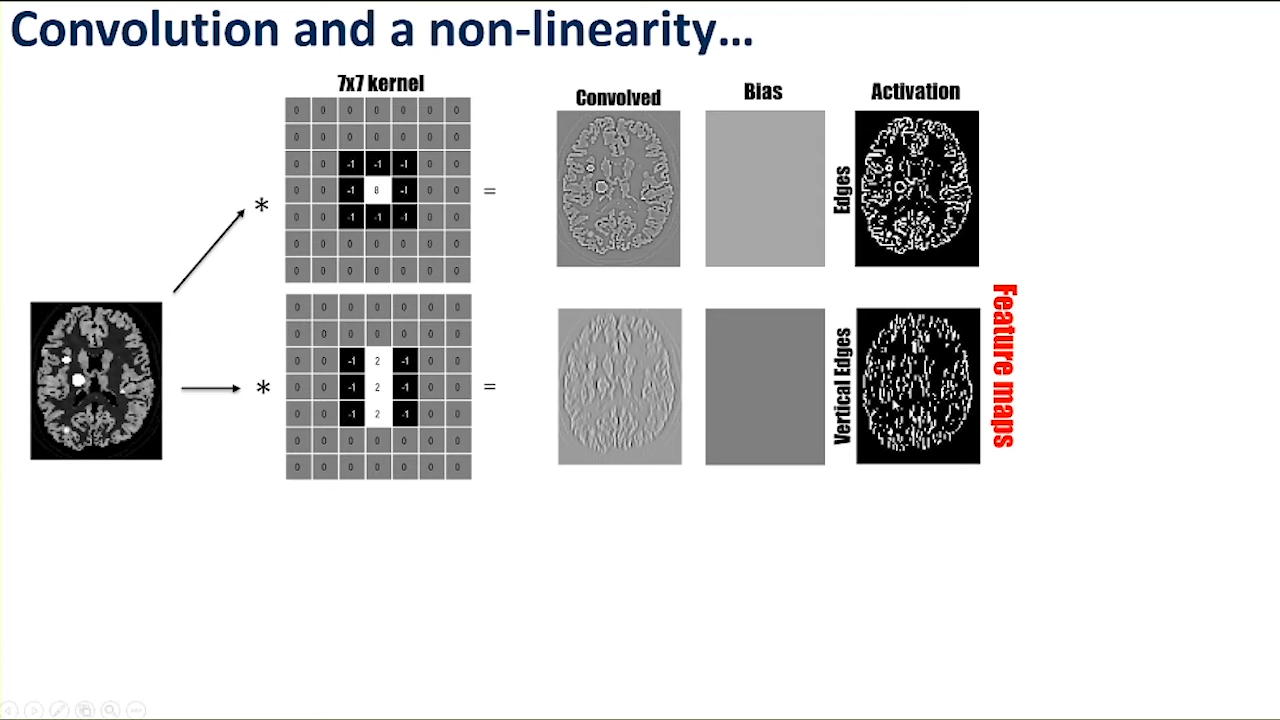 Convolution and a non-linearity...
7x7 kernel
Convolved
Bias
Activation
0 0 0 0 0 0 0
0 0 0 0 0 0 0
0 0 -1 -1 -1 0 0
* 0 0 -1 8 -1 0 0 =
0 0 -1 -1 -1 0 0
0 0 0 0 0 0 0
0 0 0 0 0 0 0
Edges
0 0 0 0 0 0 0
0 0 0 0 0 0 0
0 0 -1 2 -1 0 0
* 0 0 -1 2 -1 0 0 =
0 0 -1 2 -1 0 0
0 0 0 0 0 0 0
0 0 0 0 0 0 0
Vertical Edges
Feature maps